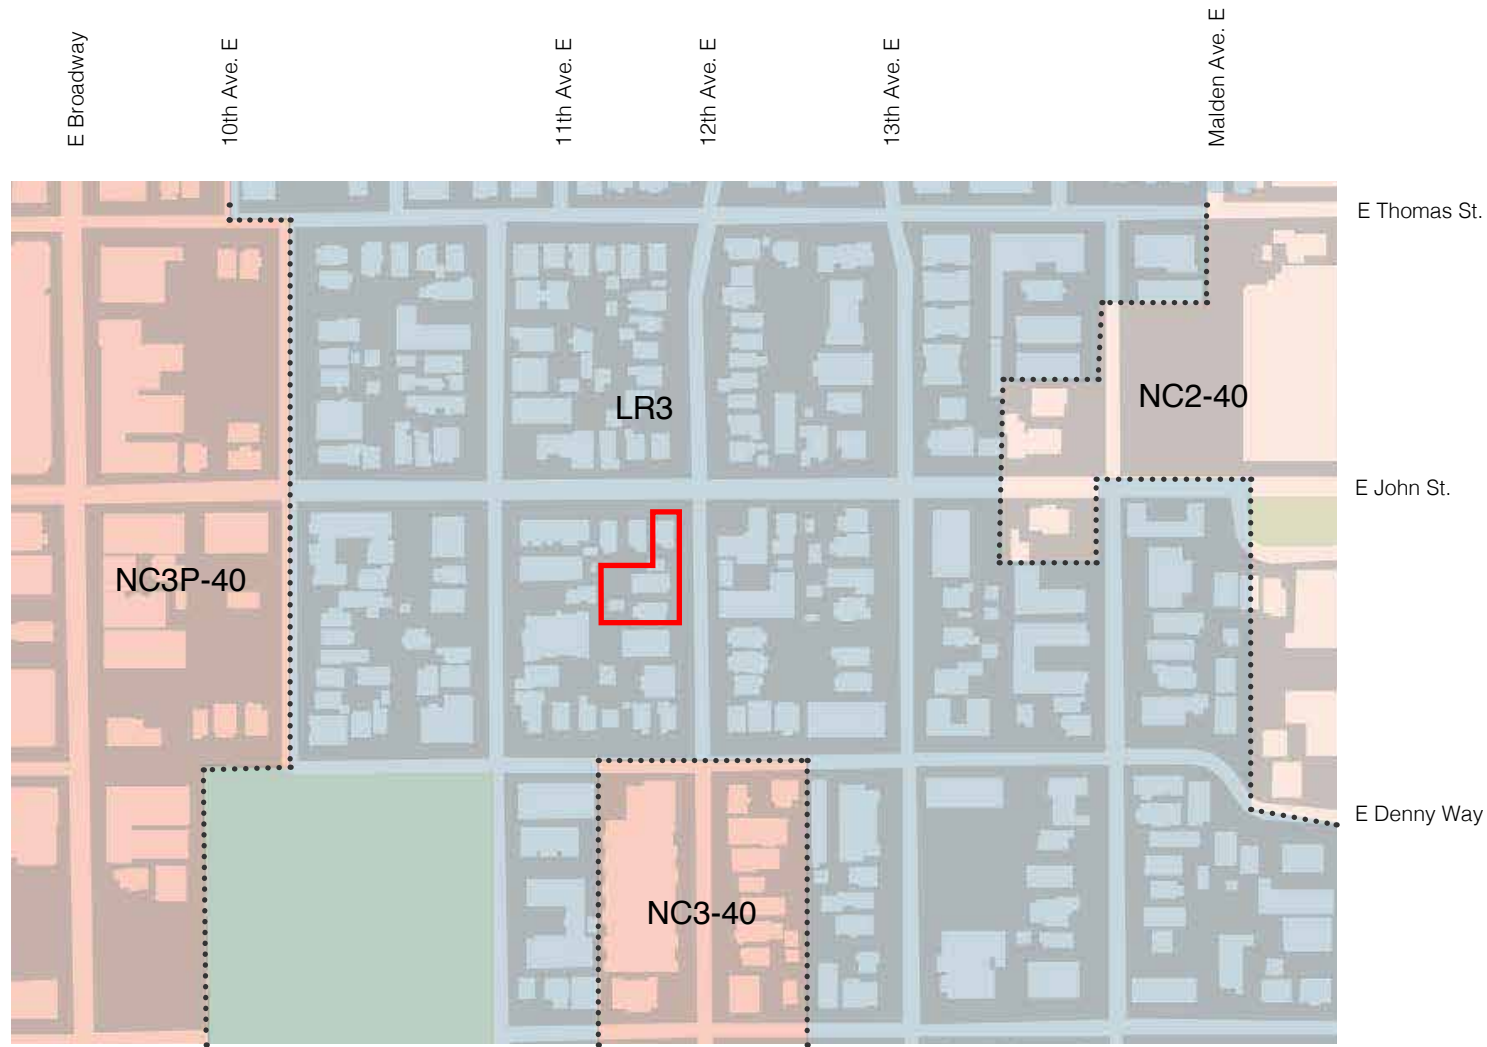 E Broadway
10th Ave. E
11th Ave. E
12th Ave. E
13th Ave. E
Malden Ave. E
E Thomas St.
NC2-40
LR3
E John St.
NC3P-40
E Denny Way
NC3-40